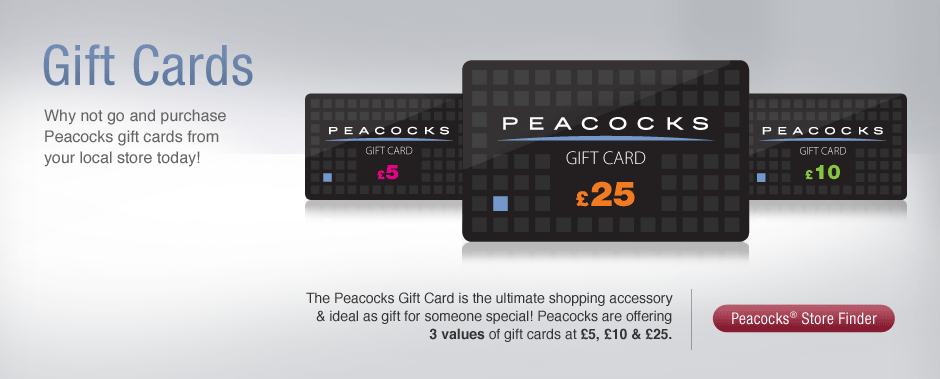 Gift Cards
Why not go and purchase
Peacocks gift cards from
your local store today!
PEACOCKS
GIFT CARD
£5
PEACOCKS
GIFT CARD
£25
PEACOCKS
GIFT CARD
£10
The Peacocks Gift Card is the ultimate shopping accessory
& ideal as gift for someone special! Peacocks are offering
3 values of gift cards at £5, £10 & £25.
Peacocks® Store Finder